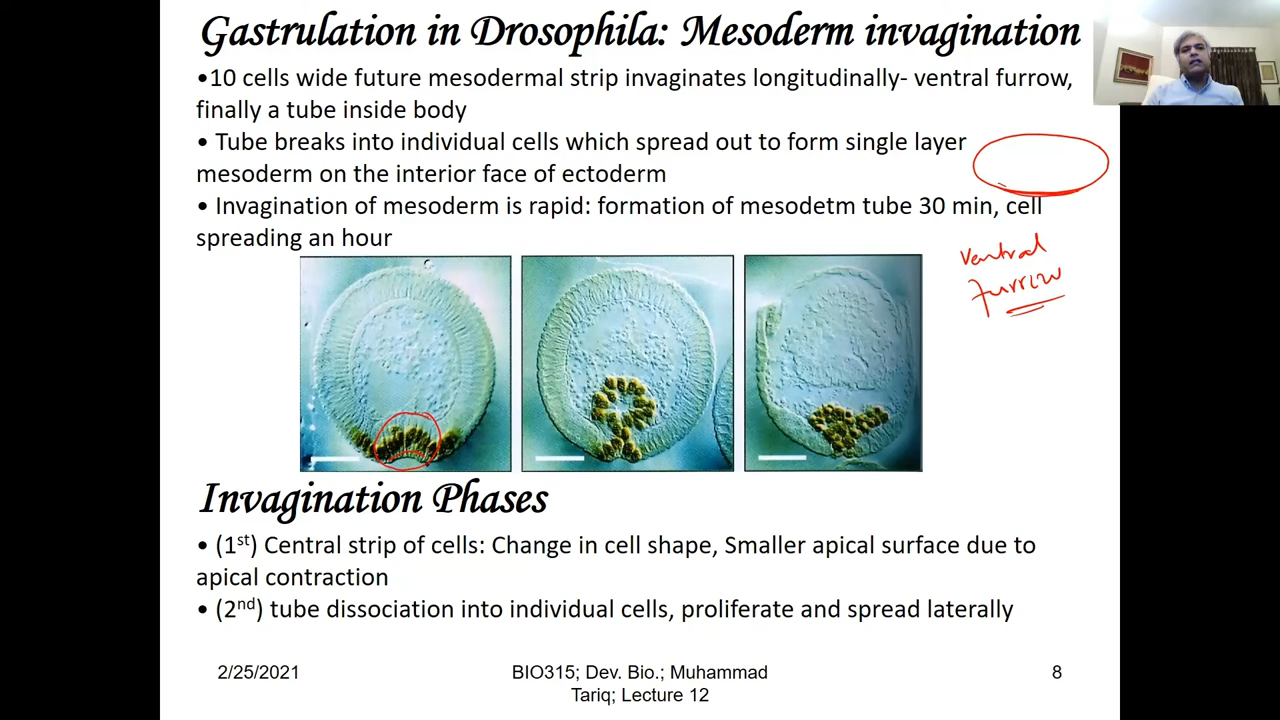 Gastrulation in Drosophila: Mesoderm invagination
•10 cells wide future mesodermal strip invaginates longitudinally- ventral furrow,
finally a tube inside body
• Tube breaks into individual cells which spread out to form single layer
mesoderm on the interior face of ectoderm
• Invagination of mesoderm is rapid: formation of mesodetm tube 30 min, cell
spreading an hour
ventral
furrow
Invagination Phases
• (1st) Central strip of cells: Change in cell shape, Smaller apical surface due to
apical contraction
• (2nd) tube dissociation into individual cells, proliferate and spread laterally
2/25/2021
BIO315; Dev. Bio.; Muhammad
Tariq; Lecture 12
8